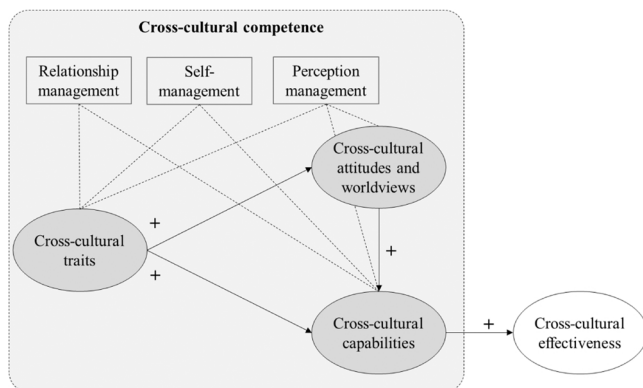 Cross-cultural competence
Relationship
management
Self-
management
Perception
management
Cross-cultural
attitudes and
worldviews
+
Cross-cultural
traits
+
+
Cross-cultural
capabilities
+
Cross-cultural
effectiveness